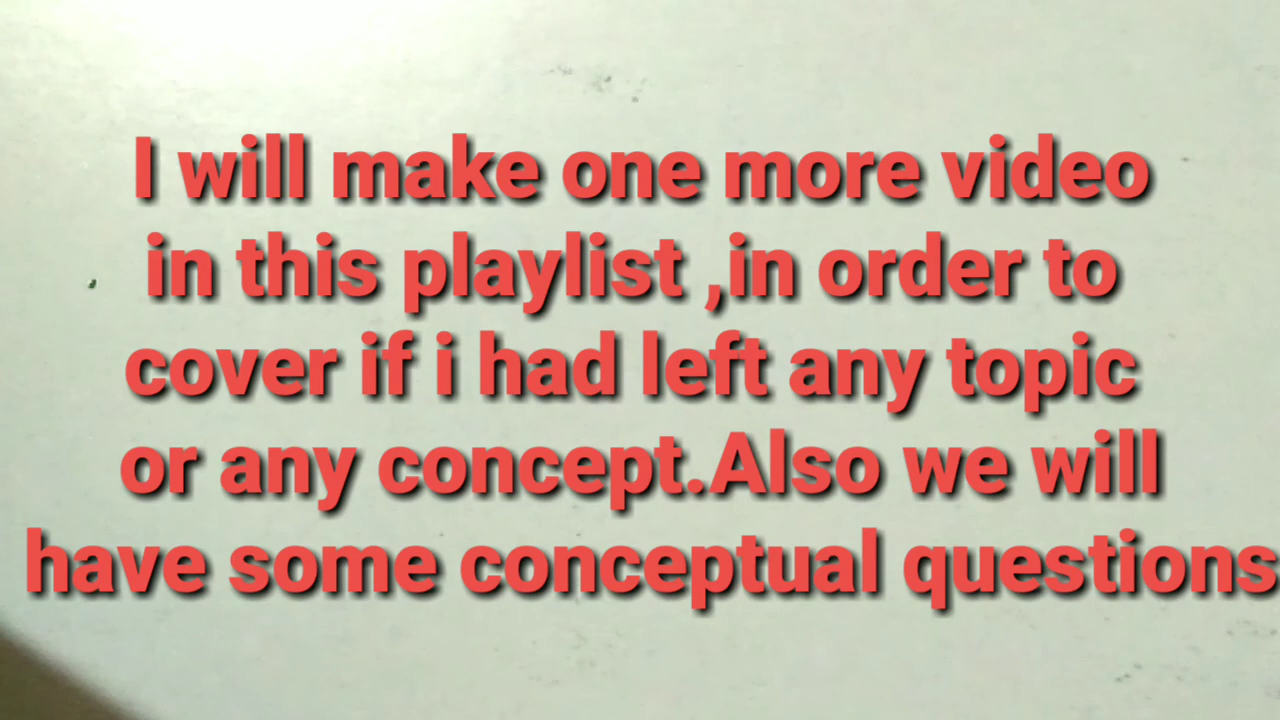 I will make one more video
in this playlist ,in order to
cover if i had left any topic
or any concept.Also we will
have some conceptual questions